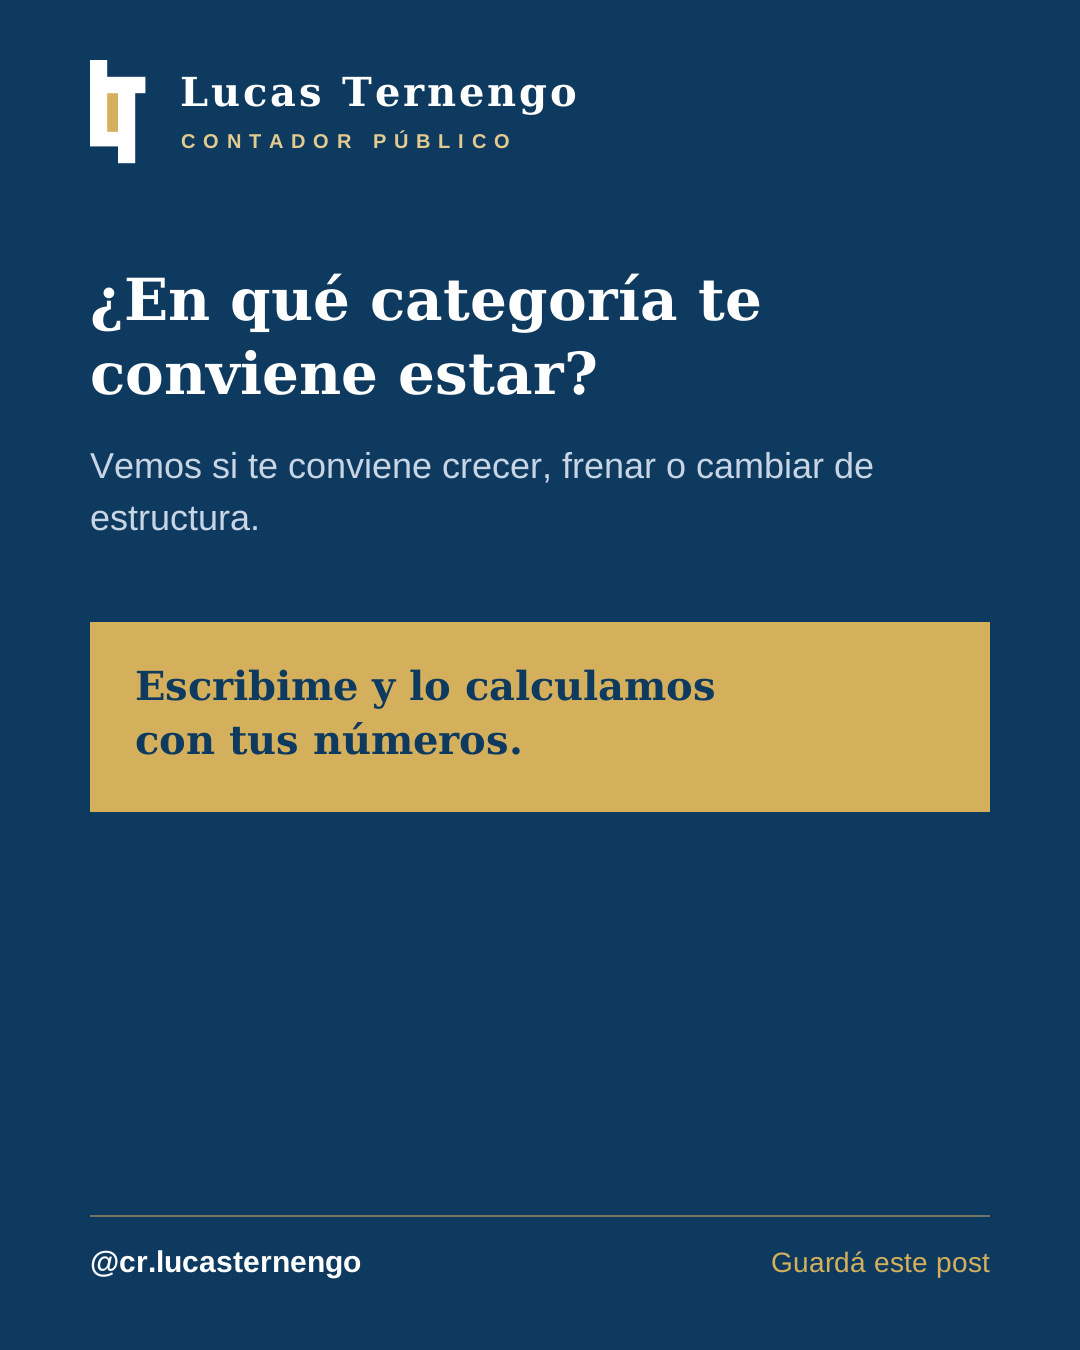 Lucas Ternengo
CONTADOR PÚBLICO
¿En qué categoría te
conviene estar?
Vemos si te conviene crecer, frenar o cambiar de
estructura.
Escribime y lo calculamos
con tus números.
@cr.lucasternengo
Guardá este post